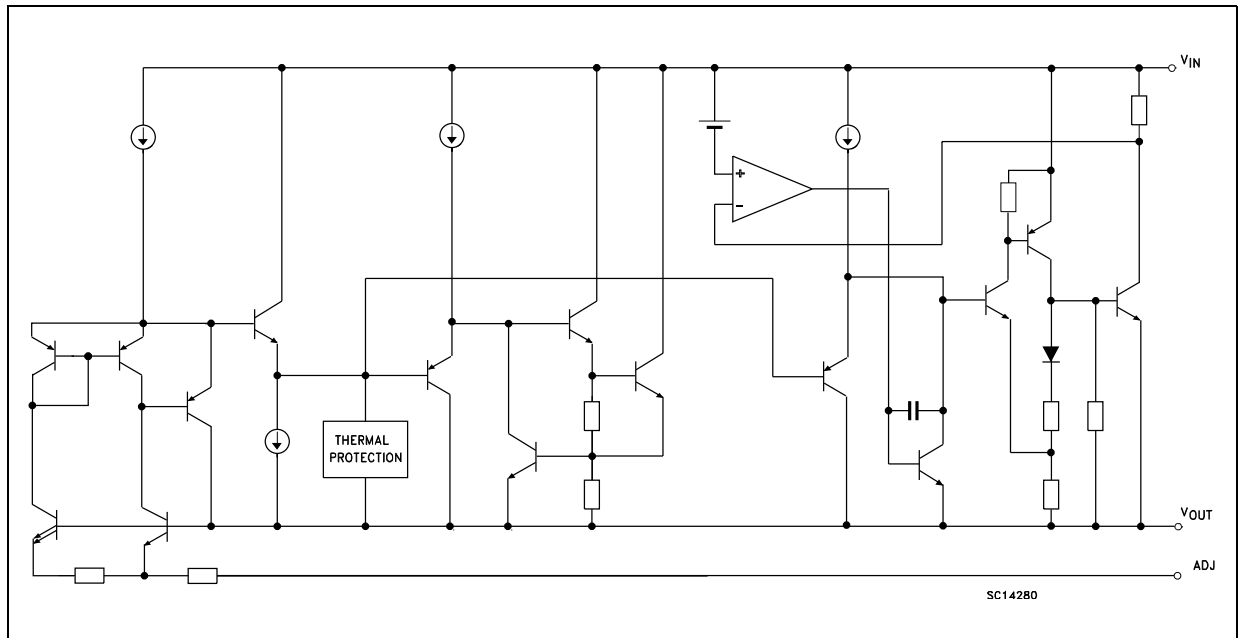 VIN
+
−
THERMAL
PROTECTION
VOUT
ADJ
SC14280